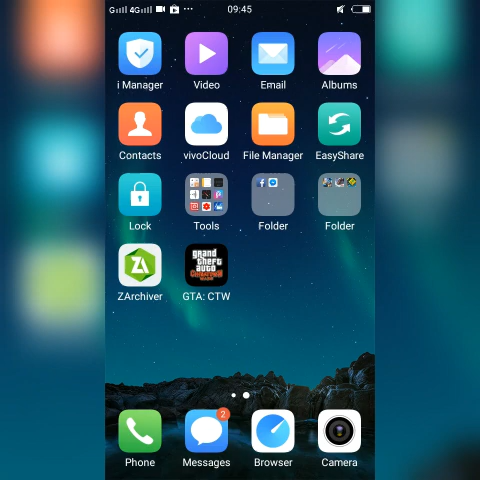 G 4G ... 09:45
i Manager Video Email Albums
Contacts vivoCloud File Manager EasyShare
Lock Tools Folder Folder
ZA
grand
theft
auto
ZArchiver GTA: CTW
2
Phone Messages Browser Camera